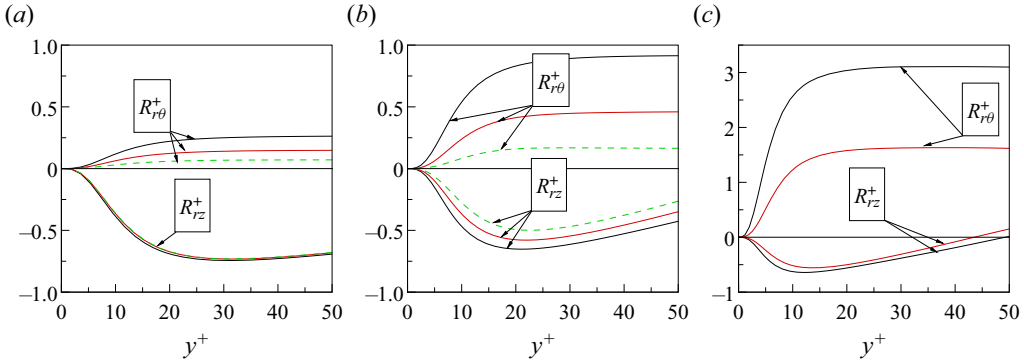 (a) (b) (c)
1.0 1.0
3
0.5 0.5
2
R⁺rθ R⁺rθ R⁺rθ
1
0 0
R⁺rz R⁺rz R⁺rz
0
−0.5 −0.5
−1.0 −1.0 −1
0 10 20 30 40 50 0 10 20 30 40 50 0 10 20 30 40 50
y⁺ y⁺ y⁺